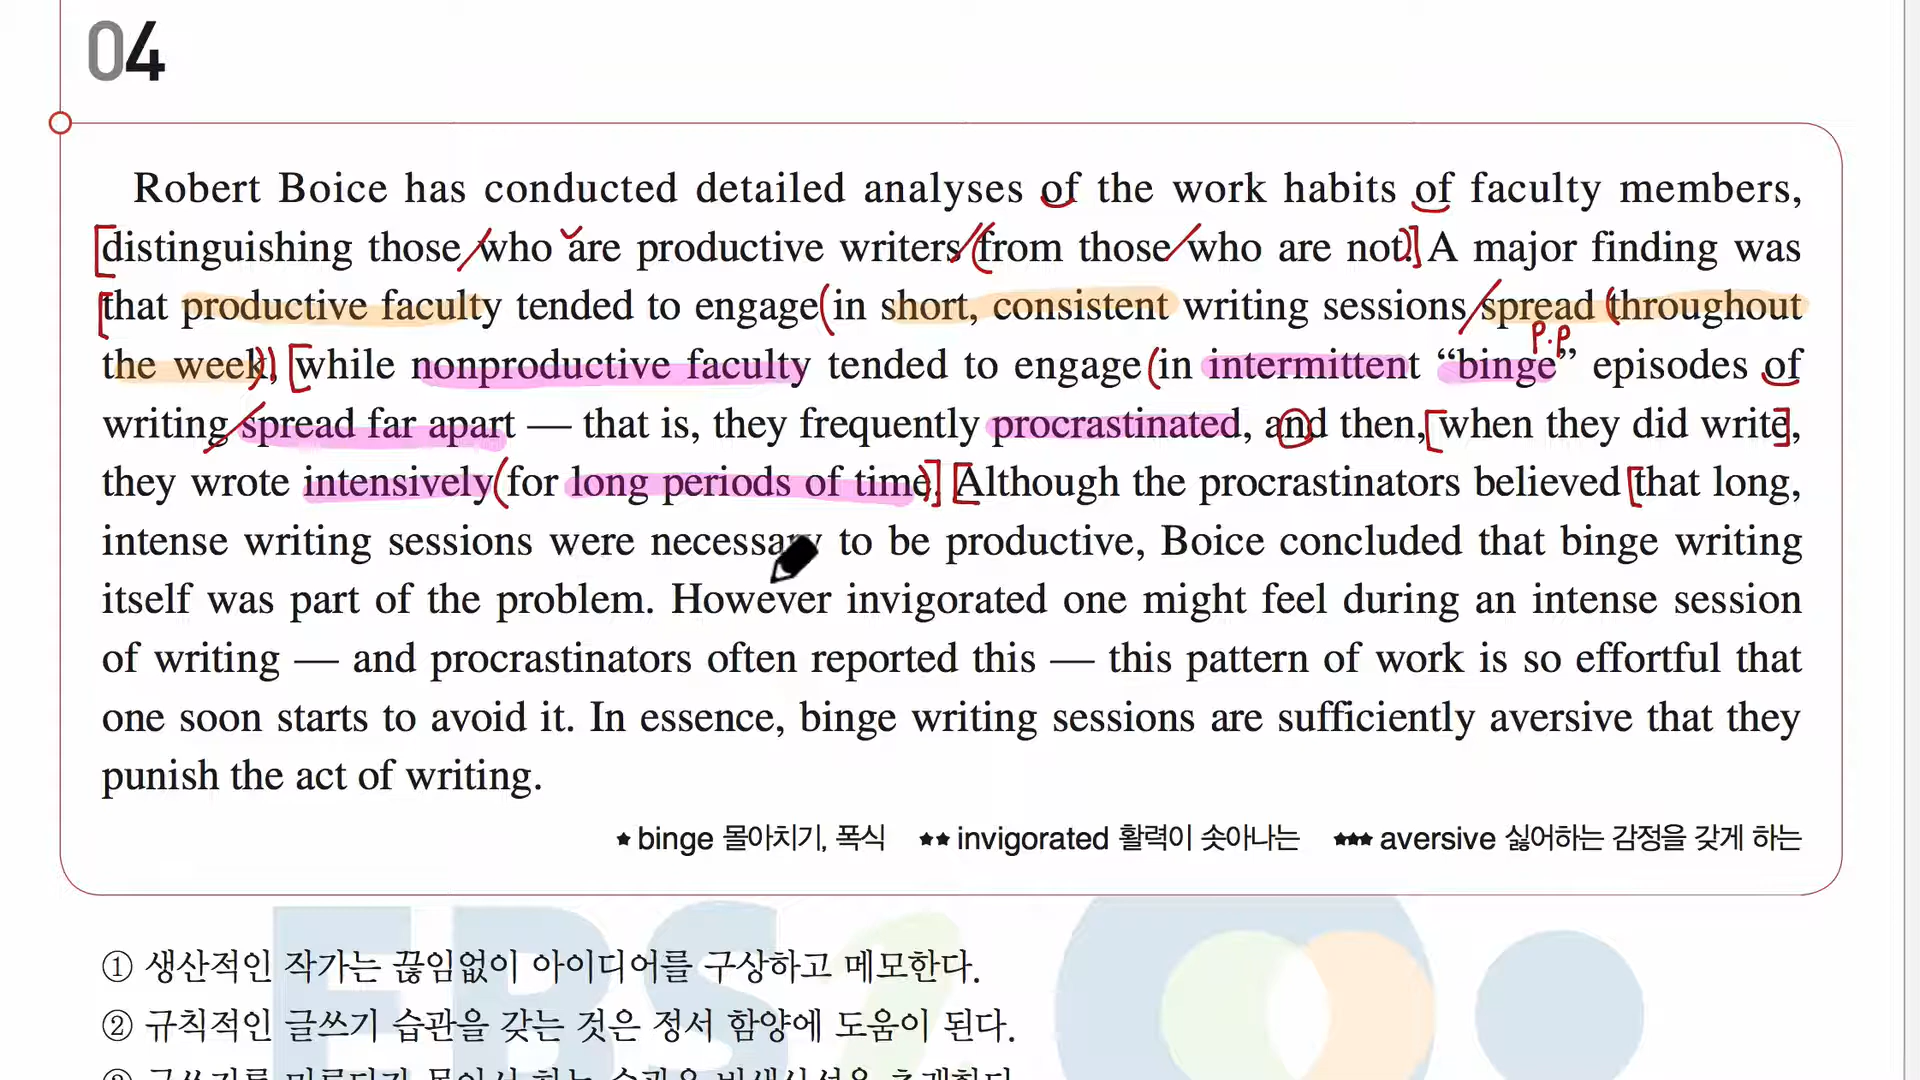 04
Robert Boice has conducted detailed analyses of the work habits of faculty members,
distinguishing those who are productive writers from those who are not. A major finding was
that productive faculty tended to engage in short, consistent writing sessions spread throughout
p.p
the week, while nonproductive faculty tended to engage in intermittent “binge” episodes of
writing spread far apart — that is, they frequently procrastinated, and then, when they did write,
they wrote intensively for long periods of time. Although the procrastinators believed that long,
intense writing sessions were necessary to be productive, Boice concluded that binge writing
itself was part of the problem. However invigorated one might feel during an intense session
of writing — and procrastinators often reported this — this pattern of work is so effortful that
one soon starts to avoid it. In essence, binge writing sessions are sufficiently aversive that they
punish the act of writing.
★ binge 몰아치기, 폭식 ★★ invigorated 활력이 솟아나는 ★★★ aversive 싫어하는 감정을 갖게 하는
① 생산적인 작가는 끊임없이 아이디어를 구상하고 메모한다.
② 규칙적인 글쓰기 습관을 갖는 것은 정서 함양에 도움이 된다.
EBS